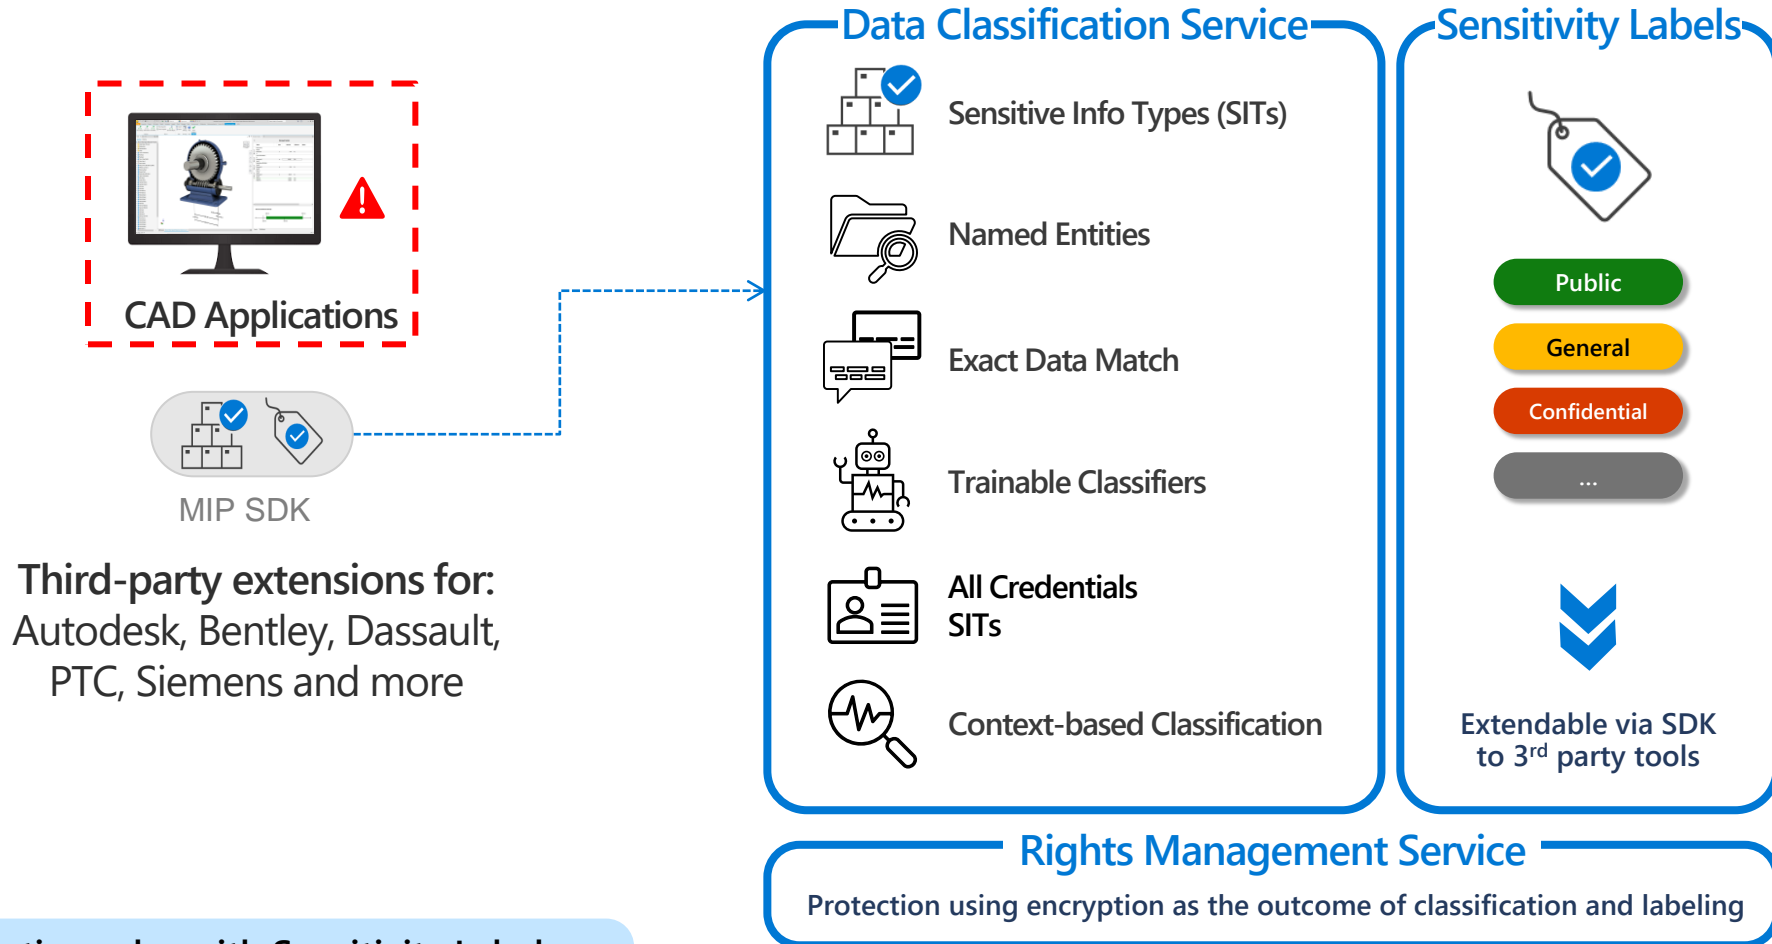 Data Classification Service
Sensitivity Labels
Sensitive Info Types (SITs)
Named Entities
Exact Data Match
Trainable Classifiers
All Credentials
SITs
Context-based Classification
Public
General
Confidential
...
Extendable via SDK
to 3rd party tools
CAD Applications
MIP SDK
Third-party extensions for:
Autodesk, Bentley, Dassault,
PTC, Siemens and more
Rights Management Service
Protection using encryption as the outcome of classification and labeling
with Sensitivity Labels